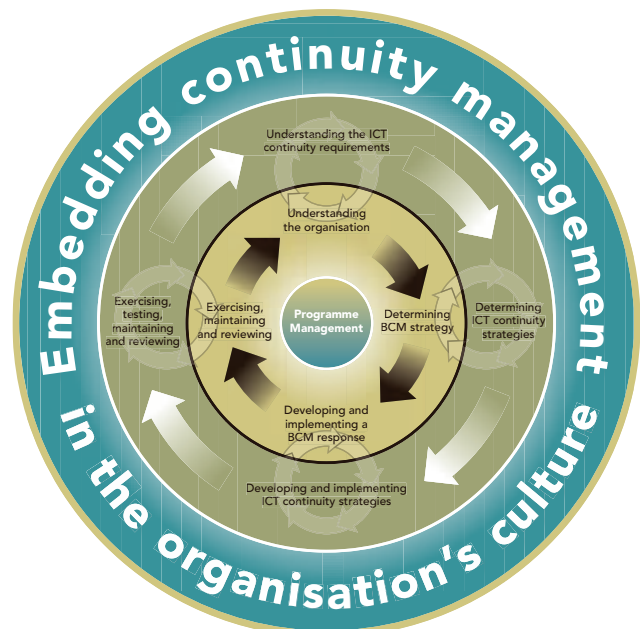 Embedding continuity management
in the organisation's culture
Understanding the ICT
continuity requirements
Understanding
the organisation
Exercising,
testing,
maintaining
and reviewing
Exercising,
maintaining
and reviewing
Programme
Management
Determining
BCM strategy
Determining
ICT continuity
strategies
Developing and
implementing a
BCM response
Developing and implementing
ICT continuity strategies